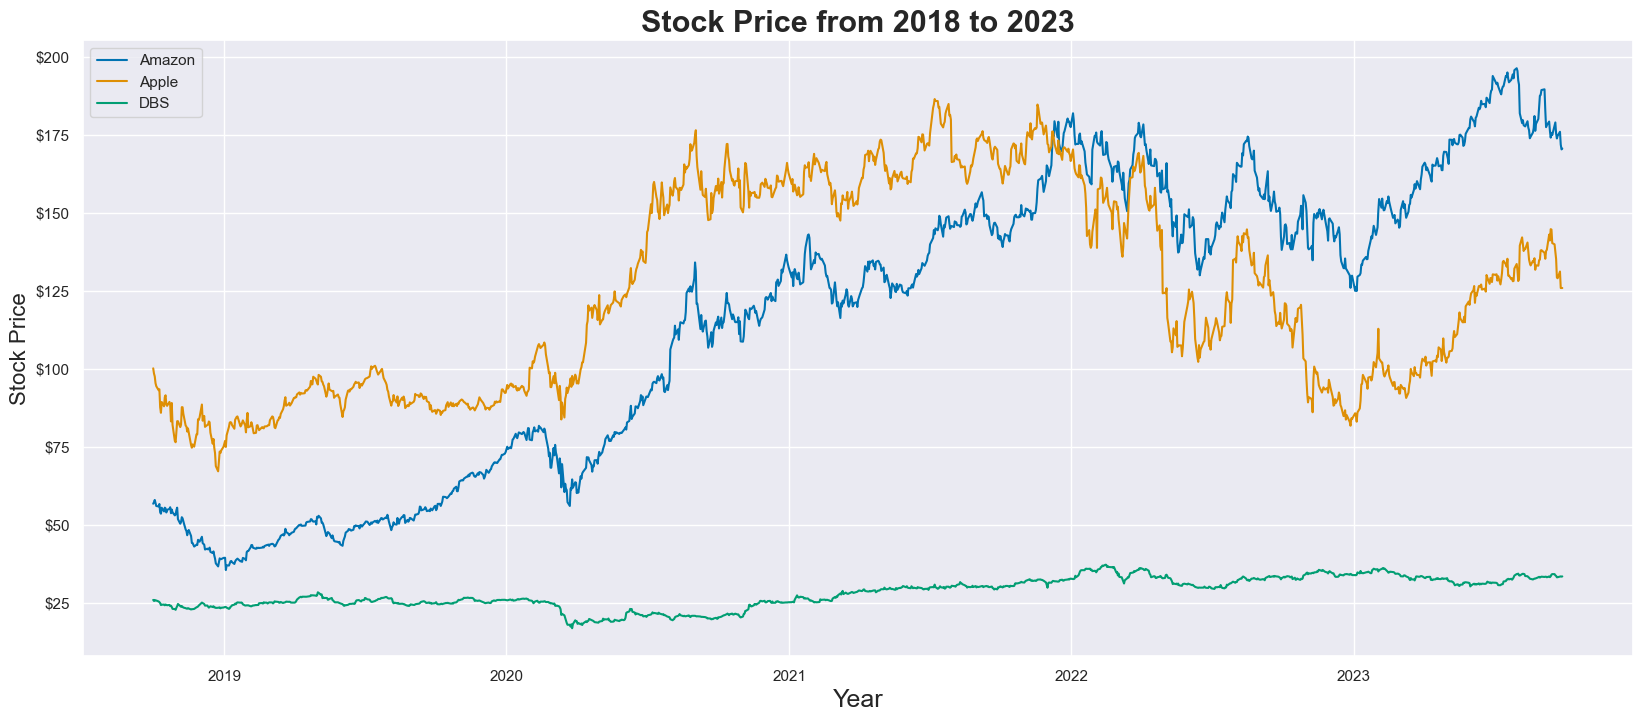 Stock Price from 2018 to 2023
Amazon
Apple
DBS
Stock Price
$200
$175
$150
$125
$100
$75
$50
$25
2019
2020
2021
2022
2023
Year